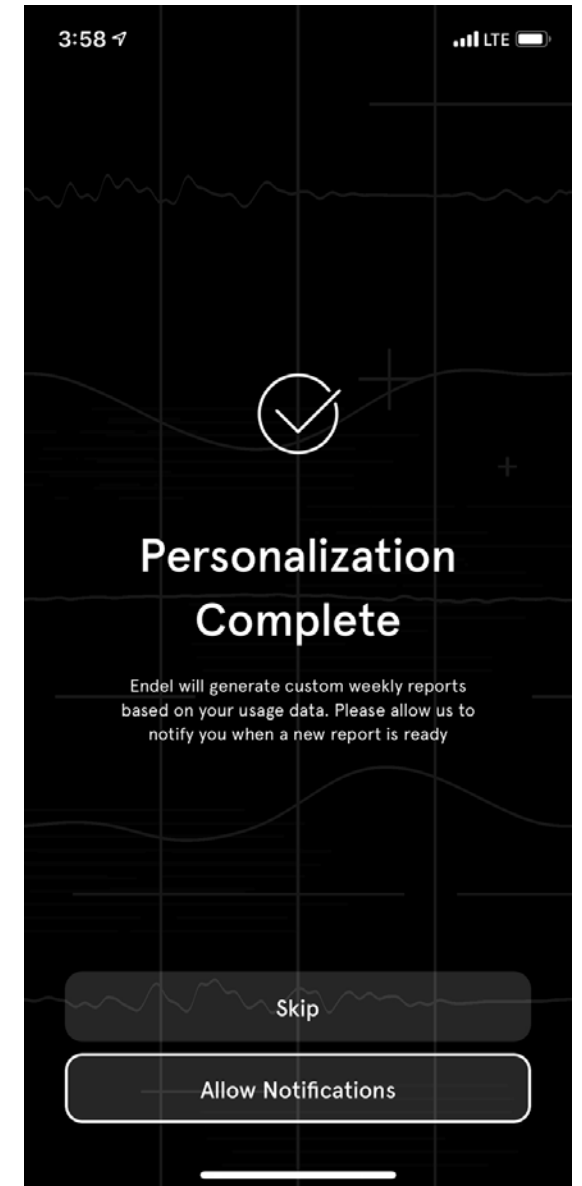 3:58 LTE
Personalization
Complete
Endel will generate custom weekly reports
based on your usage data. Please allow us to
notify you when a new report is ready
Skip
Allow Notifications